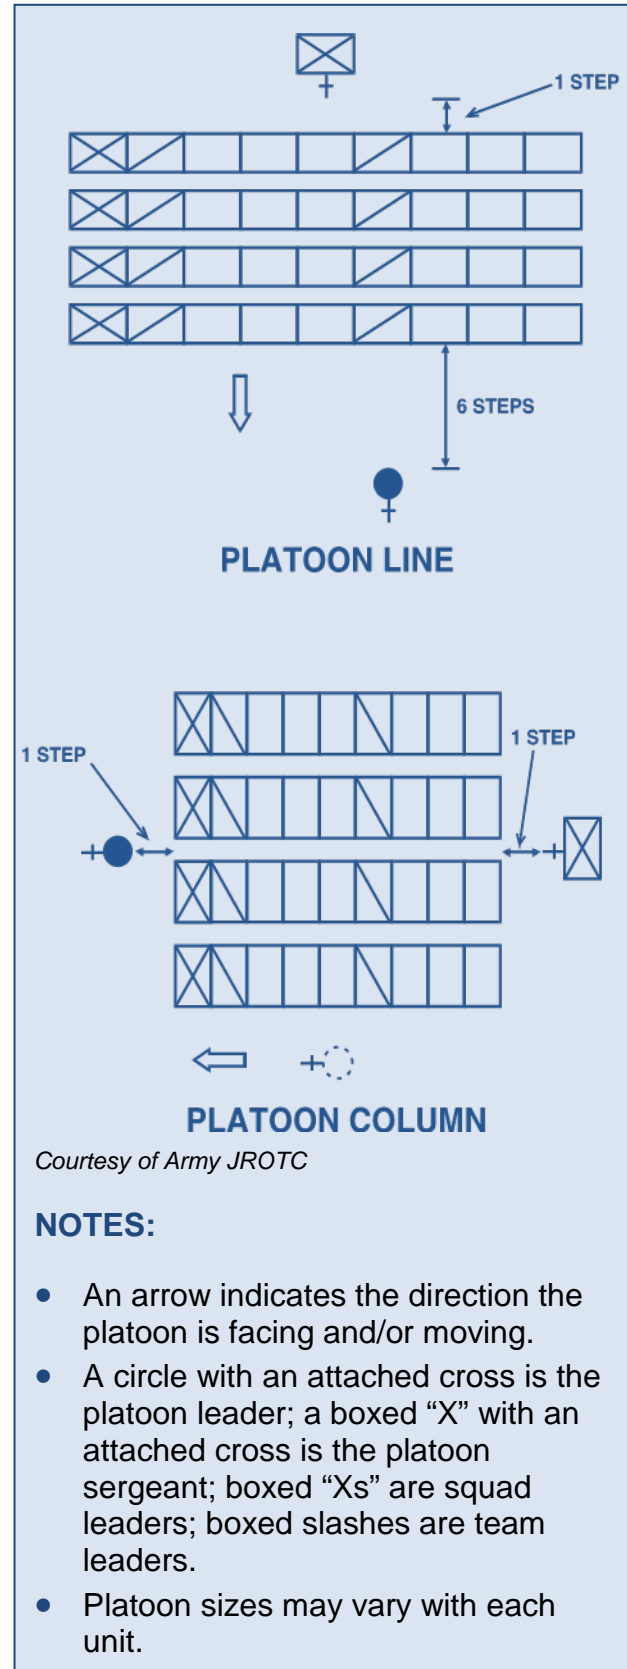 1 STEP
6 STEPS
PLATOON LINE
1 STEP
1 STEP
PLATOON COLUMN
Courtesy of Army JROTC
NOTES:
• An arrow indicates the direction the
platoon is facing and/or moving.
• A circle with an attached cross is the
platoon leader; a boxed “X” with an
attached cross is the platoon
sergeant; boxed “Xs” are squad
leaders; boxed slashes are team
leaders.
• Platoon sizes may vary with each
unit.